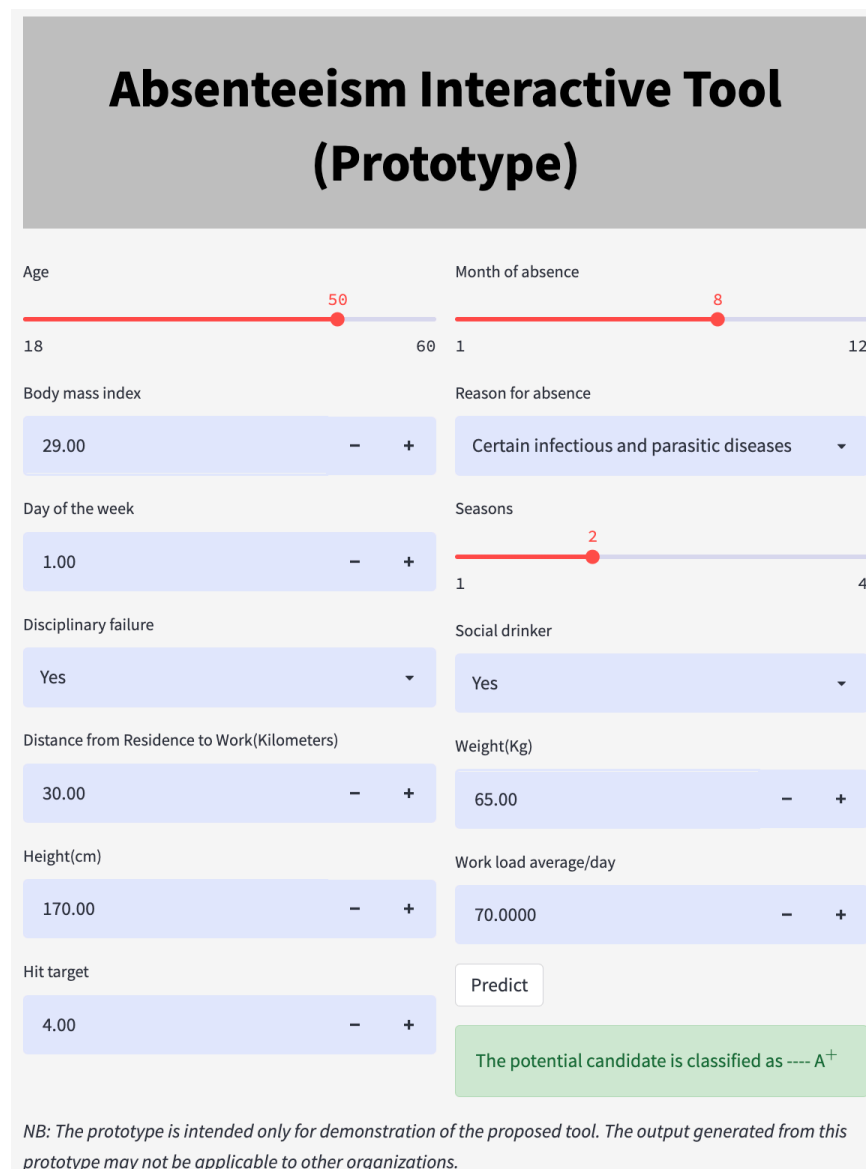 Absenteeism Interactive Tool
(Prototype)
Age
50
18 60
Body mass index
29.00 − +
Day of the week
1.00 − +
Disciplinary failure
Yes
Distance from Residence to Work(Kilometers)
30.00 − +
Height(cm)
170.00 − +
Hit target
4.00 − +
Month of absence
8
1 12
Reason for absence
Certain infectious and parasitic diseases
Seasons
2
1 4
Social drinker
Yes
Weight(Kg)
65.00 − +
Work load average/day
70.0000 − +
Predict
The potential candidate is classified as ---- A⁺
NB: The prototype is intended only for demonstration of the proposed tool. The output generated from this
prototype may not be applicable to other organizations.